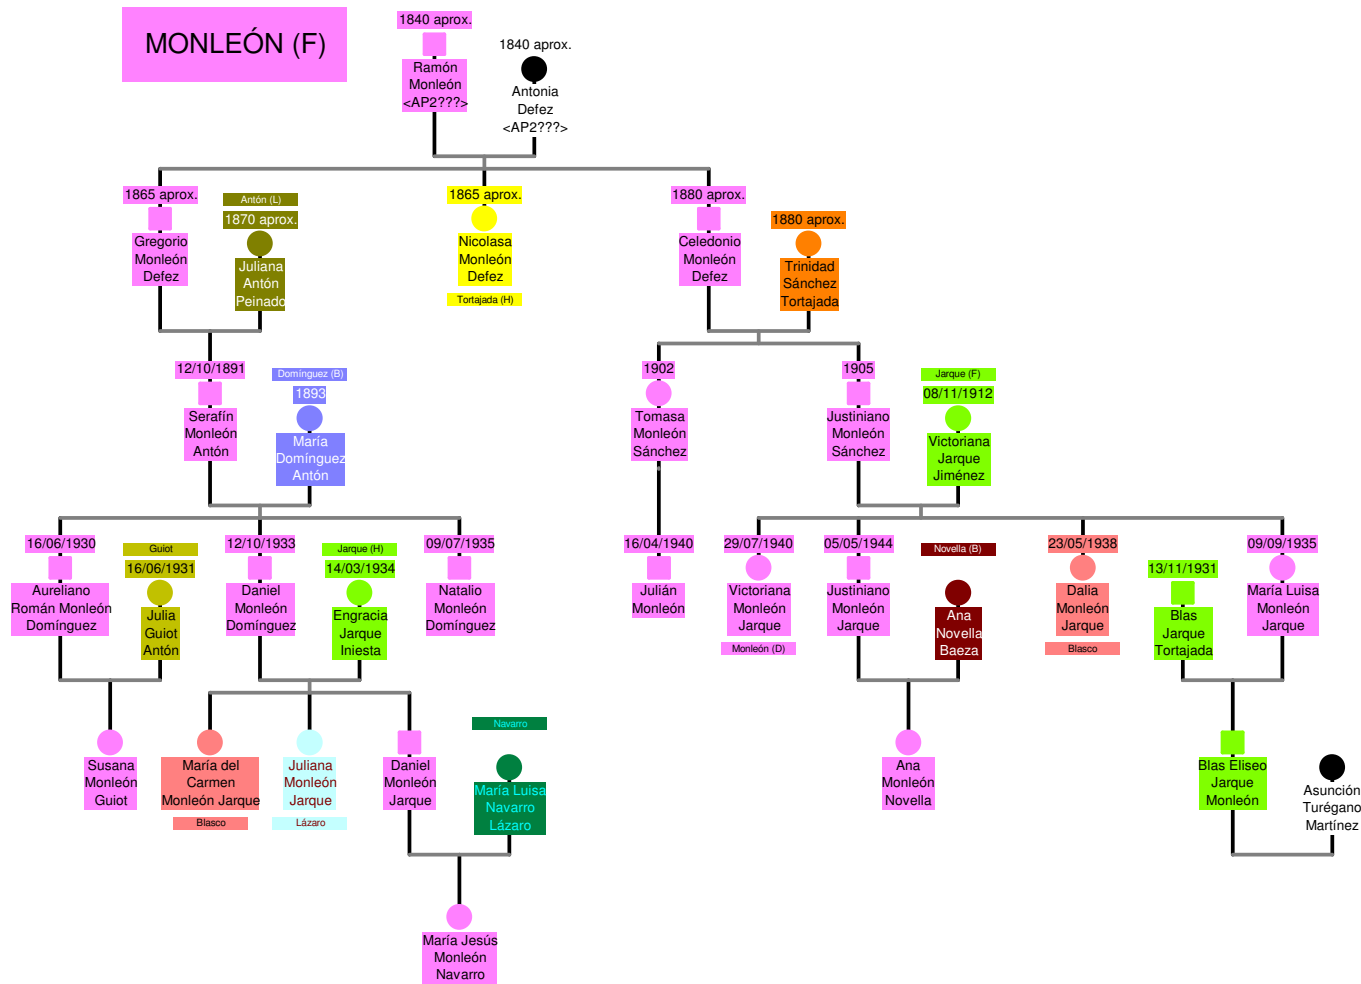 MONLEÓN (F)
1840 aprox.
Ramón
Monleón
<AP2???>
1840 aprox.
Antonia
Defez
<AP2???>
1865 aprox.
Gregorio
Monleón
Defez
Antón (L)
1870 aprox.
Juliana
Antón
Peinado
1865 aprox.
Nicolasa
Monleón
Defez
Tortajada (H)
1880 aprox.
Celedonio
Monleón
Defez
1880 aprox.
Trinidad
Sánchez
Tortajada
12/10/1891
Serafín
Monleón
Antón
Domínguez (B)
1893
María
Domínguez
Antón
1902
Tomasa
Monleón
Sánchez
1905
Justiniano
Monleón
Sánchez
Jarque (F)
08/11/1912
Victoriana
Jarque
Jiménez
16/06/1930
Aureliano
Román Monleón
Domínguez
Guiot
16/06/1931
Julia
Guiot
Antón
12/10/1933
Daniel
Monleón
Domínguez
Jarque (H)
14/03/1934
Engracia
Jarque
Iniesta
09/07/1935
Natalio
Monleón
Domínguez
16/04/1940
Julián
Monleón
29/07/1940
Victoriana
Monleón
Jarque
Monleón (D)
05/05/1944
Justiniano
Monleón
Jarque
Novella (B)
Ana
Novella
Baeza
23/05/1938
Dalia
Monleón
Jarque
Blasco
13/11/1931
Blas
Jarque
Tortajada
09/09/1935
María Luisa
Monleón
Jarque
Susana
Monleón
Guiot
María del
Carmen
Monleón Jarque
Blasco
Juliana
Monleón
Jarque
Lázaro
Daniel
Monleón
Jarque
Navarro
María Luisa
Navarro
Lázaro
Ana
Monleón
Novella
Blas Eliseo
Jarque
Monleón
Asunción
Turégano
Martínez
María Jesús
Monleón
Navarro